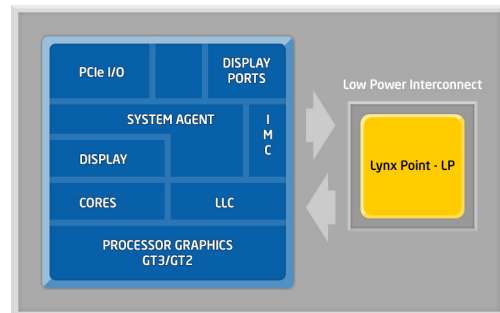 PCIe I/O
DISPLAY
PORTS
Low Power Interconnect
SYSTEM AGENT
I
M
C
DISPLAY
Lynx Point - LP
CORES
LLC
PROCESSOR GRAPHICS
GT3/GT2